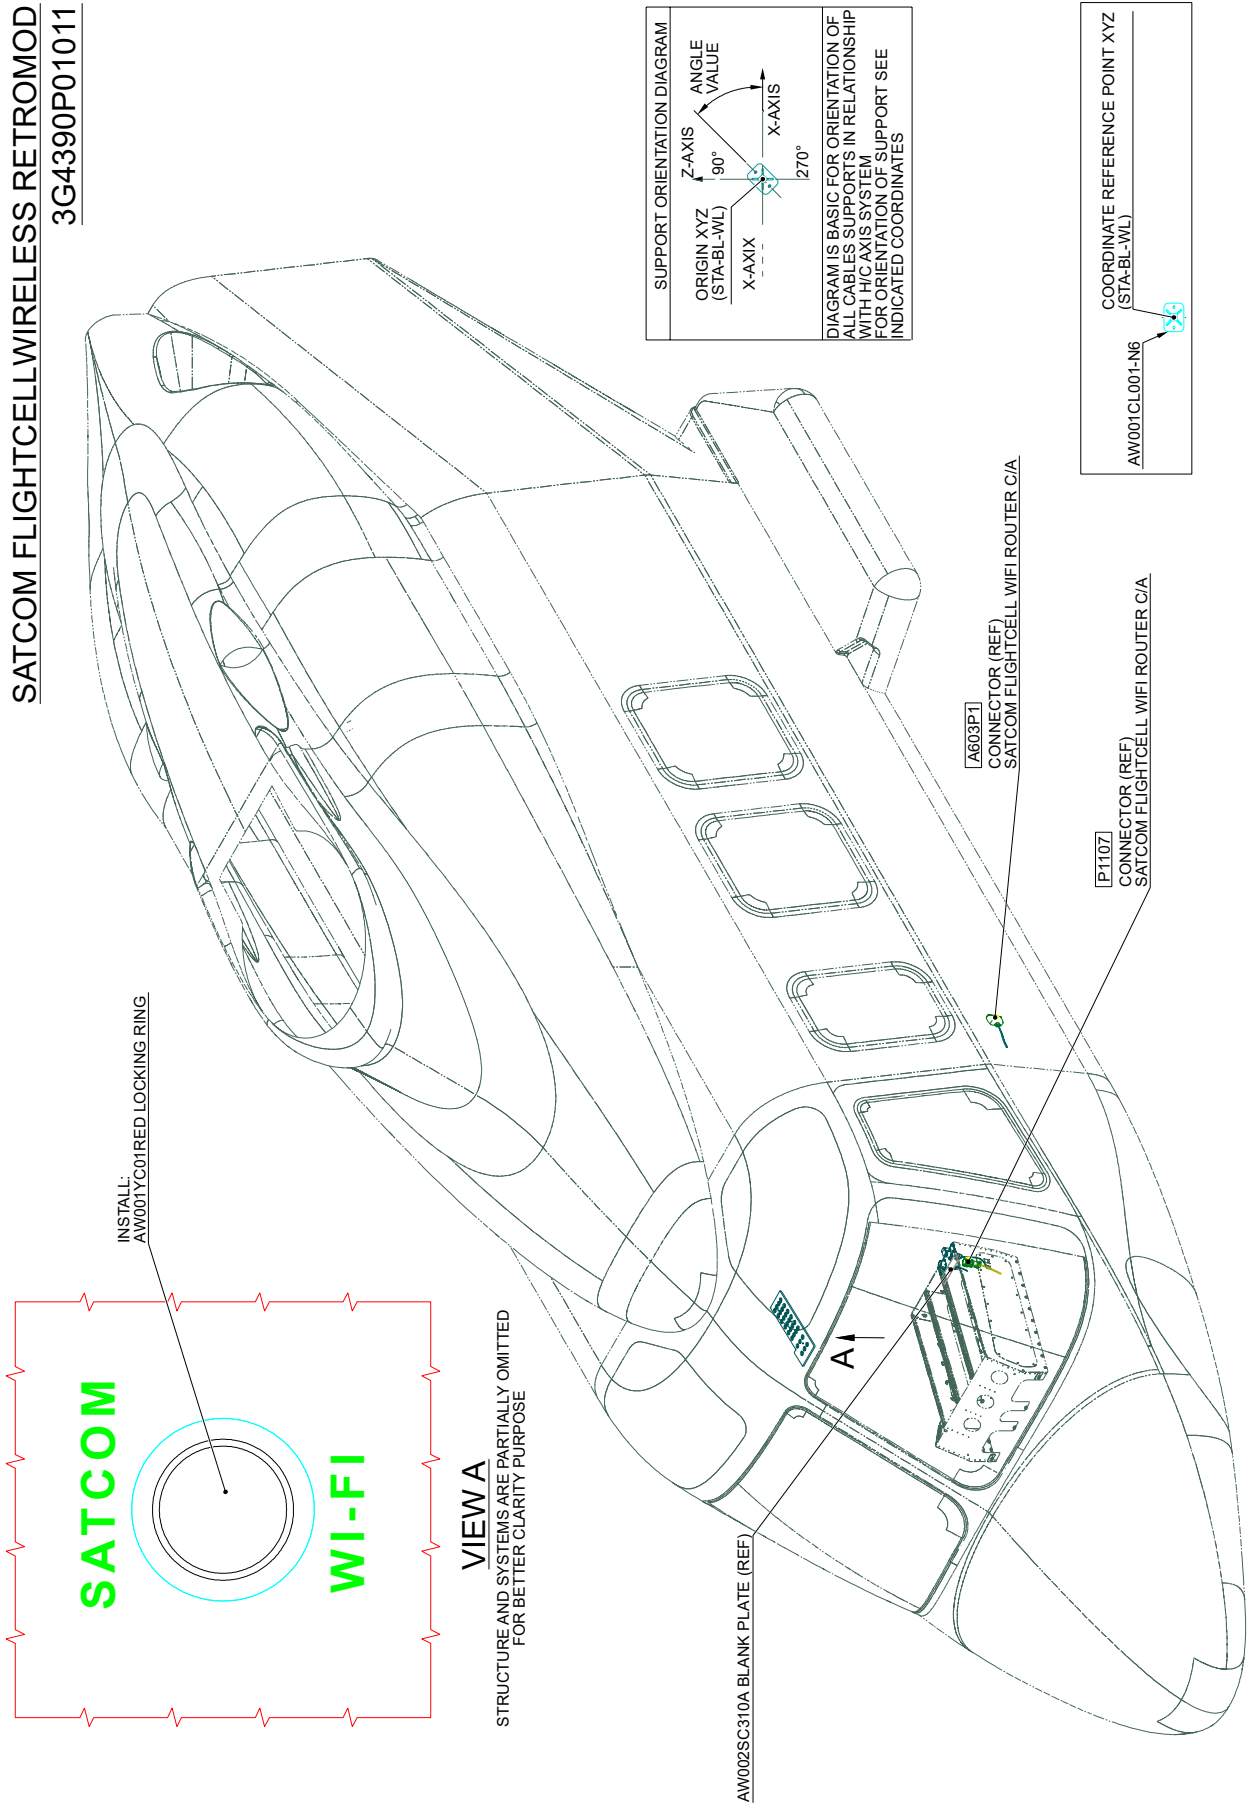 SATCOM FLIGHTCELL WIRELESS RETROMOD
3G4390P01011
SUPPORT ORIENTATION DIAGRAM
Z-AXIS
90°
ANGLE
VALUE
ORIGIN XYZ
(STA-BL-WL)
X-AXIX
X-AXIS
270°
DIAGRAM IS BASIC FOR ORIENTATION OF
ALL CABLES SUPPORTS IN RELATIONSHIP
WITH H/C AXIS SYSTEM
FOR ORIENTATION OF SUPPORT SEE
INDICATED COORDINATES
COORDINATE REFERENCE POINT XYZ
(STA-BL-WL)
AW001CL001-N6
INSTALL:
AW001YC01RED LOCKING RING
SATCOM
WI-FI
VIEW A
STRUCTURE AND SYSTEMS ARE PARTIALLY OMITTED
FOR BETTER CLARITY PURPOSE
A603P1
CONNECTOR (REF)
SATCOM FLIGHTCELL WIFI ROUTER C/A
P1107
CONNECTOR (REF)
SATCOM FLIGHTCELL WIFI ROUTER C/A
A
AW002SC310A BLANK PLATE (REF)